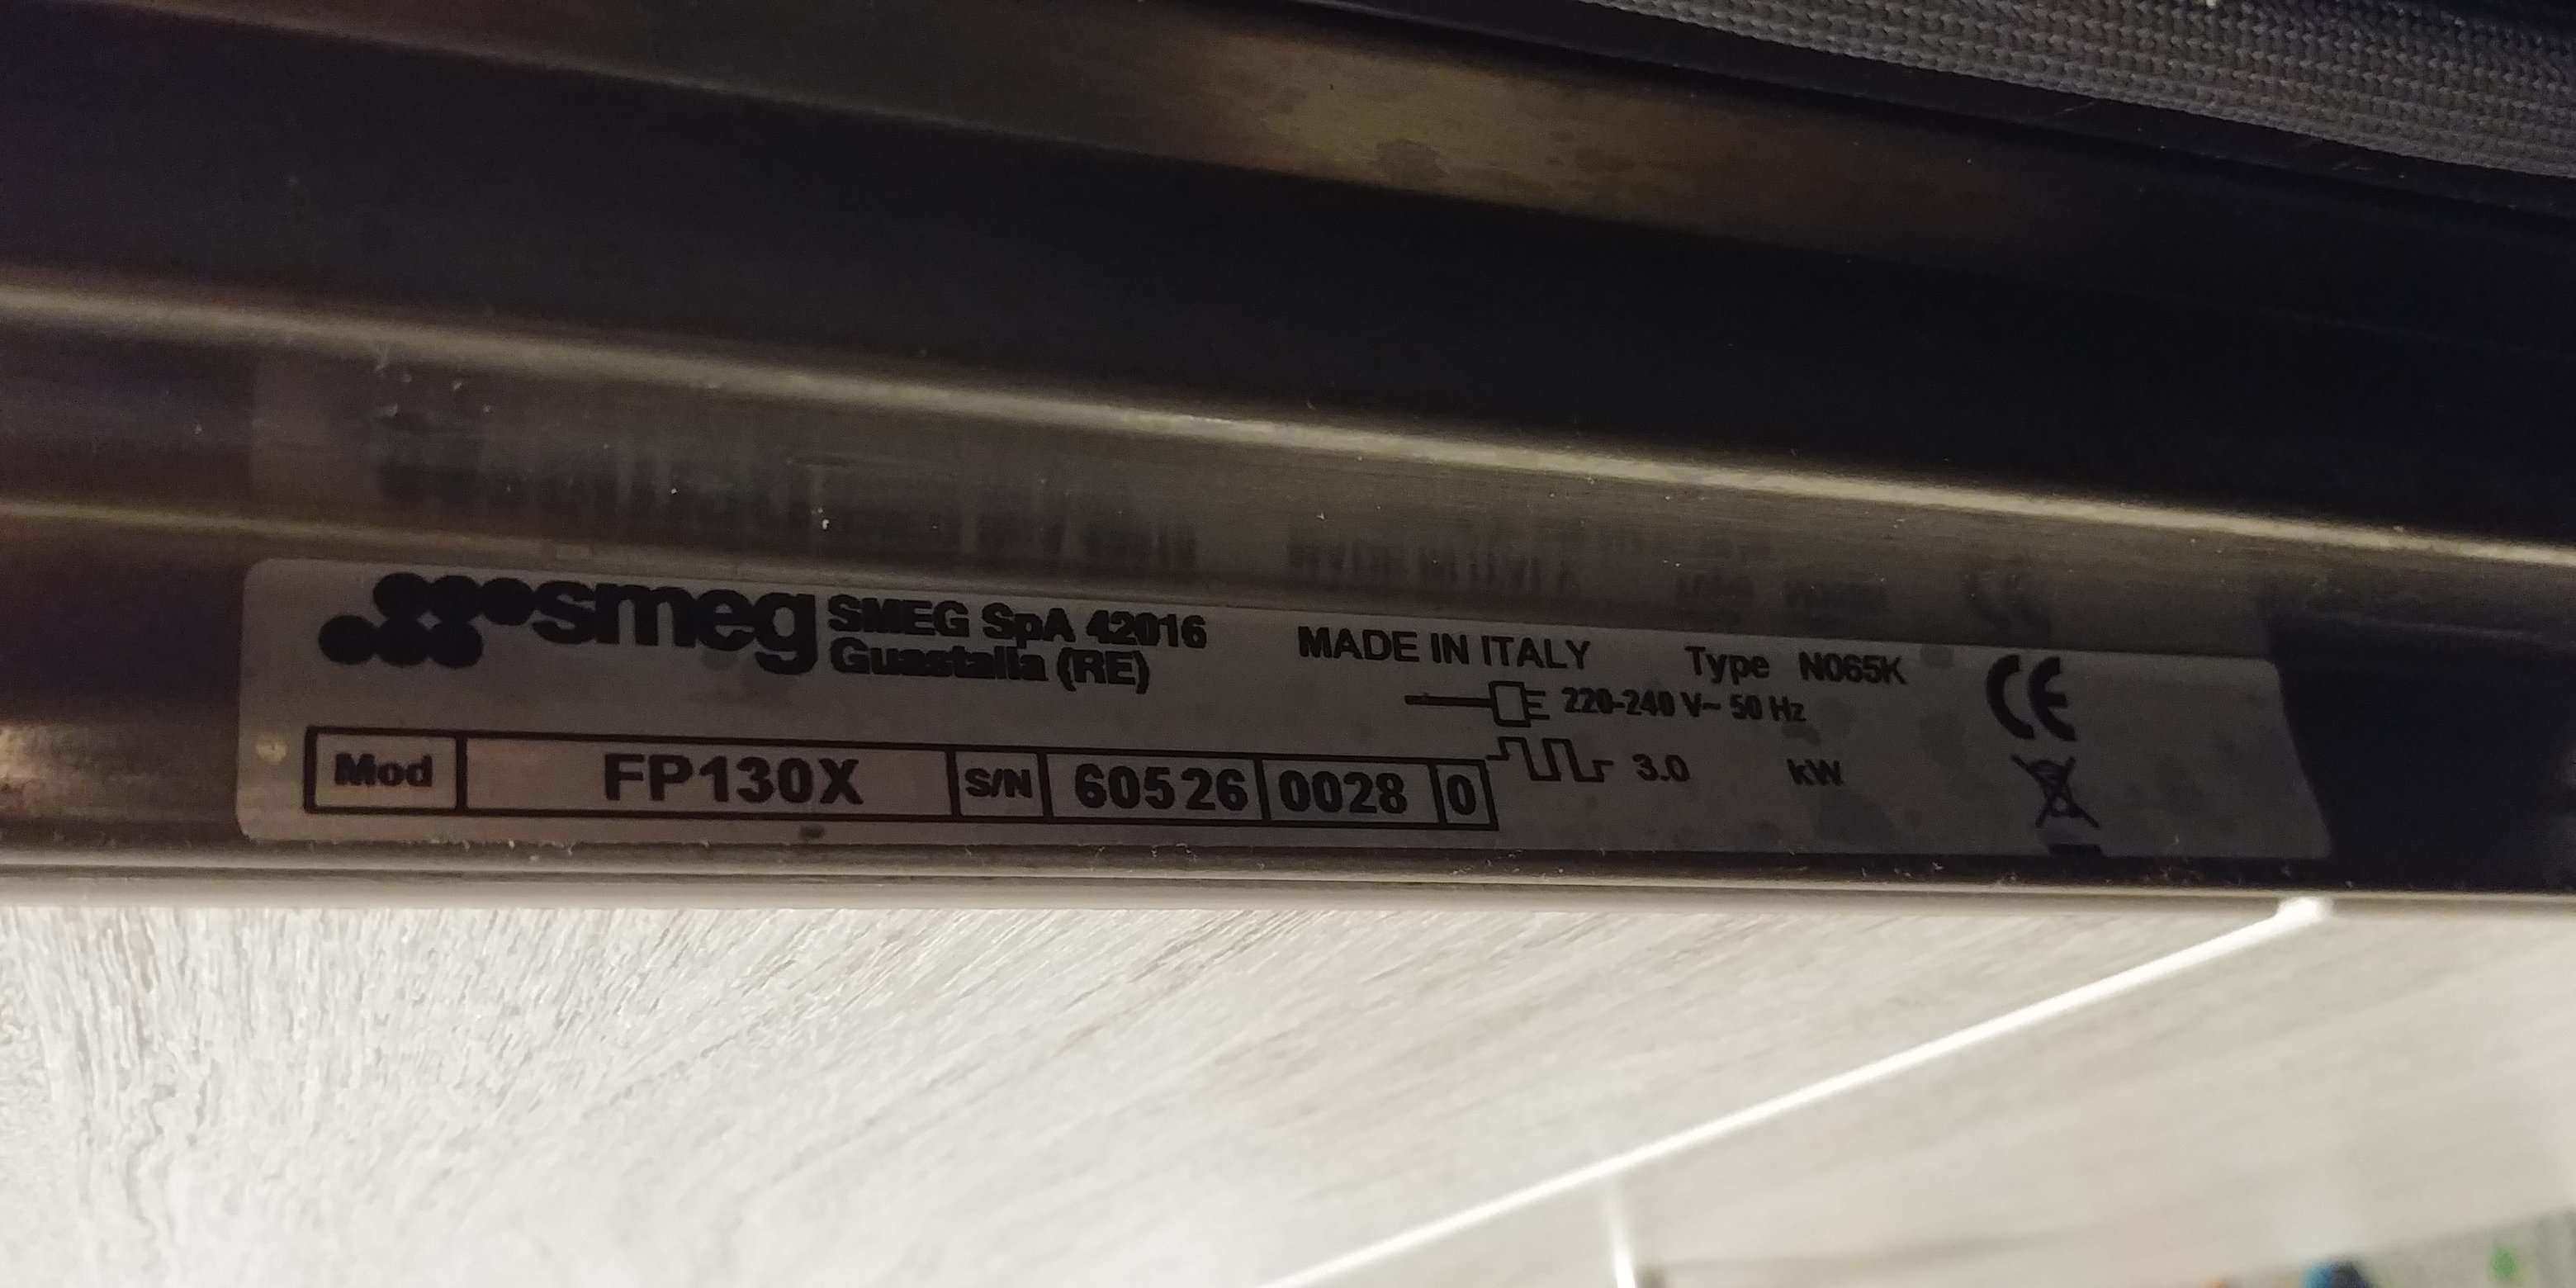 smeg SMEG SpA 42016
Guastalla (RE)
MADE IN ITALY
Type N065K
220-240 V~ 50 Hz
3.0 kW
CE
Mod FP130X S/N 60526 0028 0